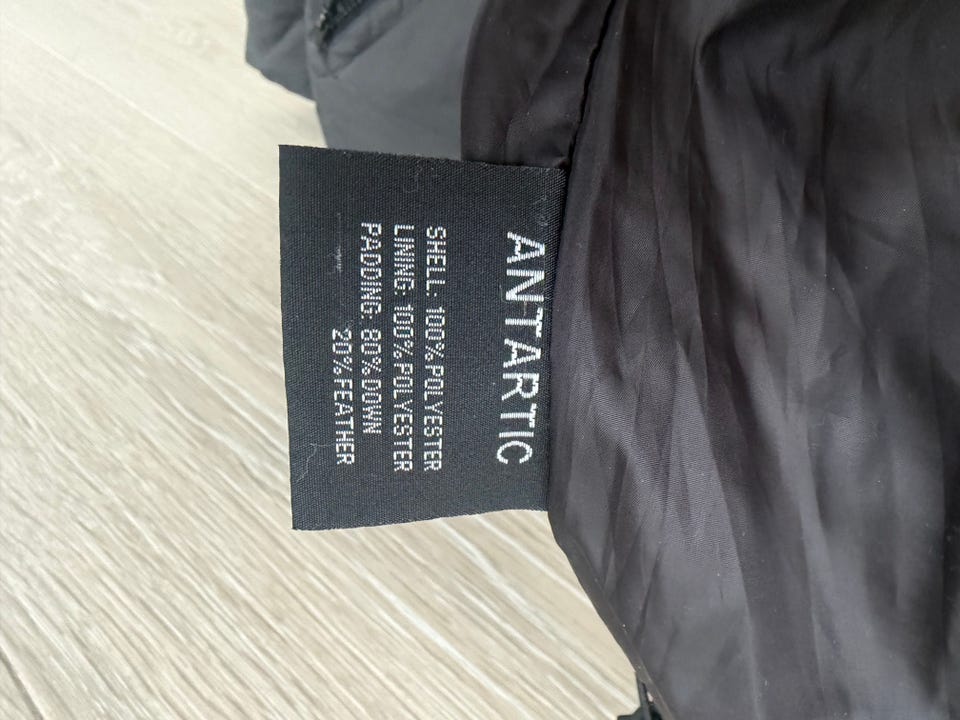 ANTARTIC
SHELL: 100% POLYESTER
LINING: 100% POLYESTER
PADDING: 80% DOWN
20% FEATHER